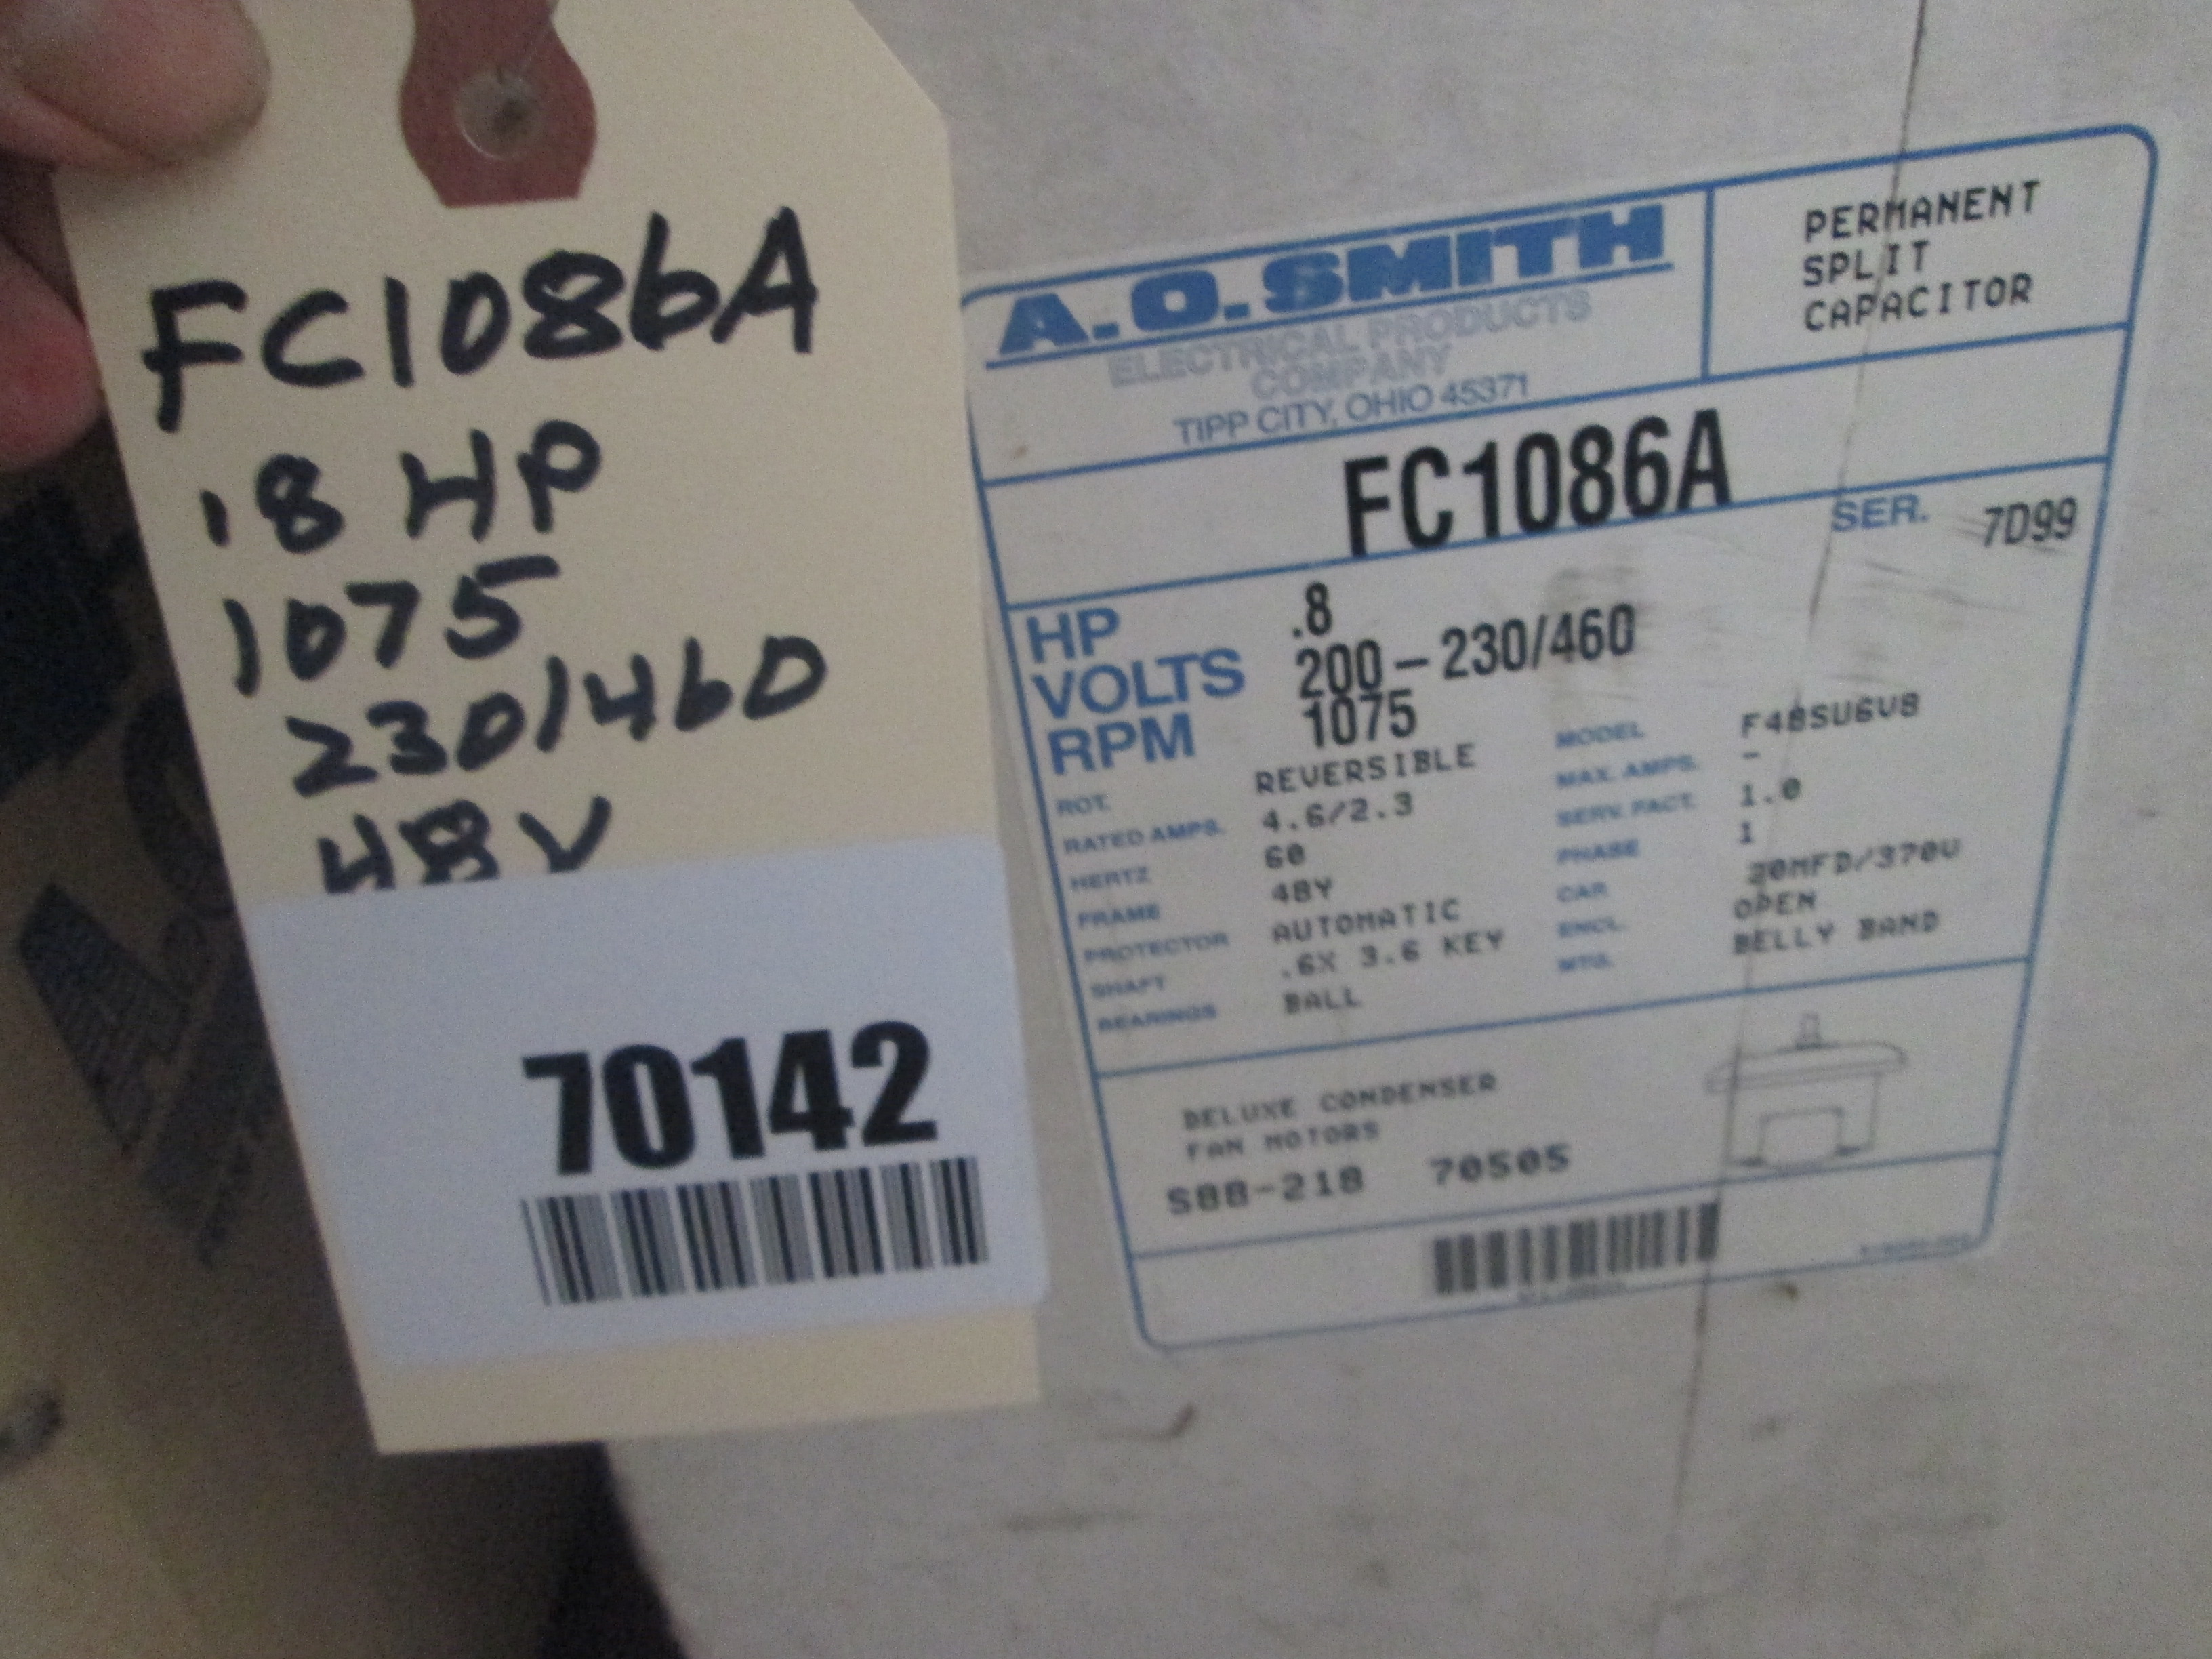 FC1086A
.8 HP
1075
230/460
48V
70142
A.O.SMITH
ELECTRICAL PRODUCTS
COMPANY
TIPP CITY, OHIO 45371
PERMANENT
SPLIT
CAPACITOR
FC1086A
SER. 7D99
HP .8
VOLTS 200-230/460
RPM 1075
ROT. REVERSIBLE
RATED AMPS. 4.6/2.3
HERTZ 60
FRAME 48Y
PROTECTOR AUTOMATIC
SHAFT .6X 3.6 KEY
BEARINGS BALL
MODEL F48SU6V8
MAX. AMPS. -
SERV. FACT. 1.0
PHASE 1
CAP. 20MFD/370V
ENCL. OPEN
MTG. BELLY BAND
DELUXE CONDENSER
FAN MOTORS
S88-218 70505